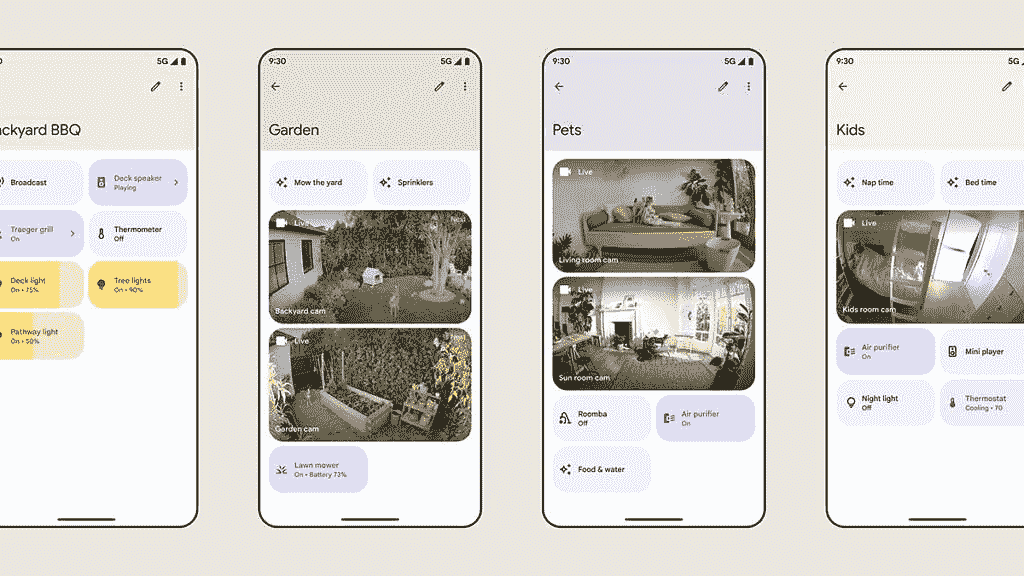 0
5G
ackyard BBQ
Broadcast
Deck speaker
Playing
Traeger grill
On
Thermometer
Off
Deck light
On • 75%
Tree lights
On • 90%
Pathway light
On • 50%
9:30
5G
Garden
Mow the yard
Sprinklers
Live
Nest
Backyard cam
Live
Garden cam
Lawn mower
On • Battery 73%
9:30
5G
Pets
Live
Living room cam
Live
Sun room cam
Roomba
Off
Air purifier
On
Food & water
9:30
5G
Kids
Nap time
Bed time
Live
Kids room cam
Air purifier
On
Mini player
Night light
Off
Thermostat
Cooling • 70